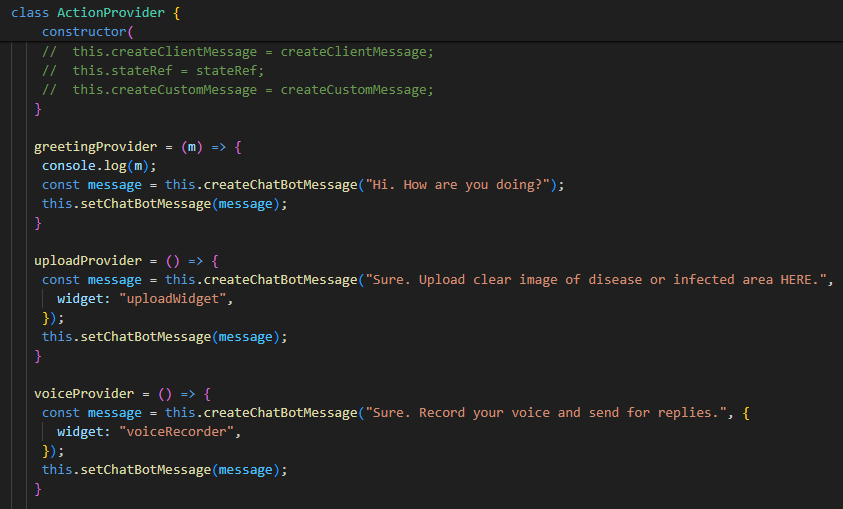 class ActionProvider {
    constructor(
    //  this.createClientMessage = createClientMessage;
    //  this.stateRef = stateRef;
    //  this.createCustomMessage = createCustomMessage;
   }

   greetingProvider = (m) => {
    console.log(m);
    const message = this.createChatBotMessage("Hi. How are you doing?");
    this.setChatBotMessage(message);
   }

   uploadProvider = () => {
    const message = this.createChatBotMessage("Sure. Upload clear image of disease or infected area HERE.",
      widget: "uploadWidget",
    });
    this.setChatBotMessage(message);
   }

   voiceProvider = () => {
    const message = this.createChatBotMessage("Sure. Record your voice and send for replies.", {
      widget: "voiceRecorder",
    });
    this.setChatBotMessage(message);
   }